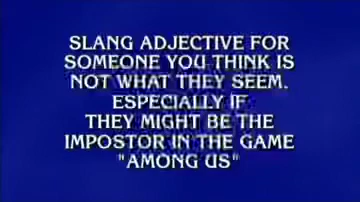 SLANG ADJECTIVE FOR
SOMEONE YOU THINK IS
NOT WHAT THEY SEEM.
ESPECIALLY IF
THEY MIGHT BE THE
IMPOSTOR IN THE GAME
"AMONG US"